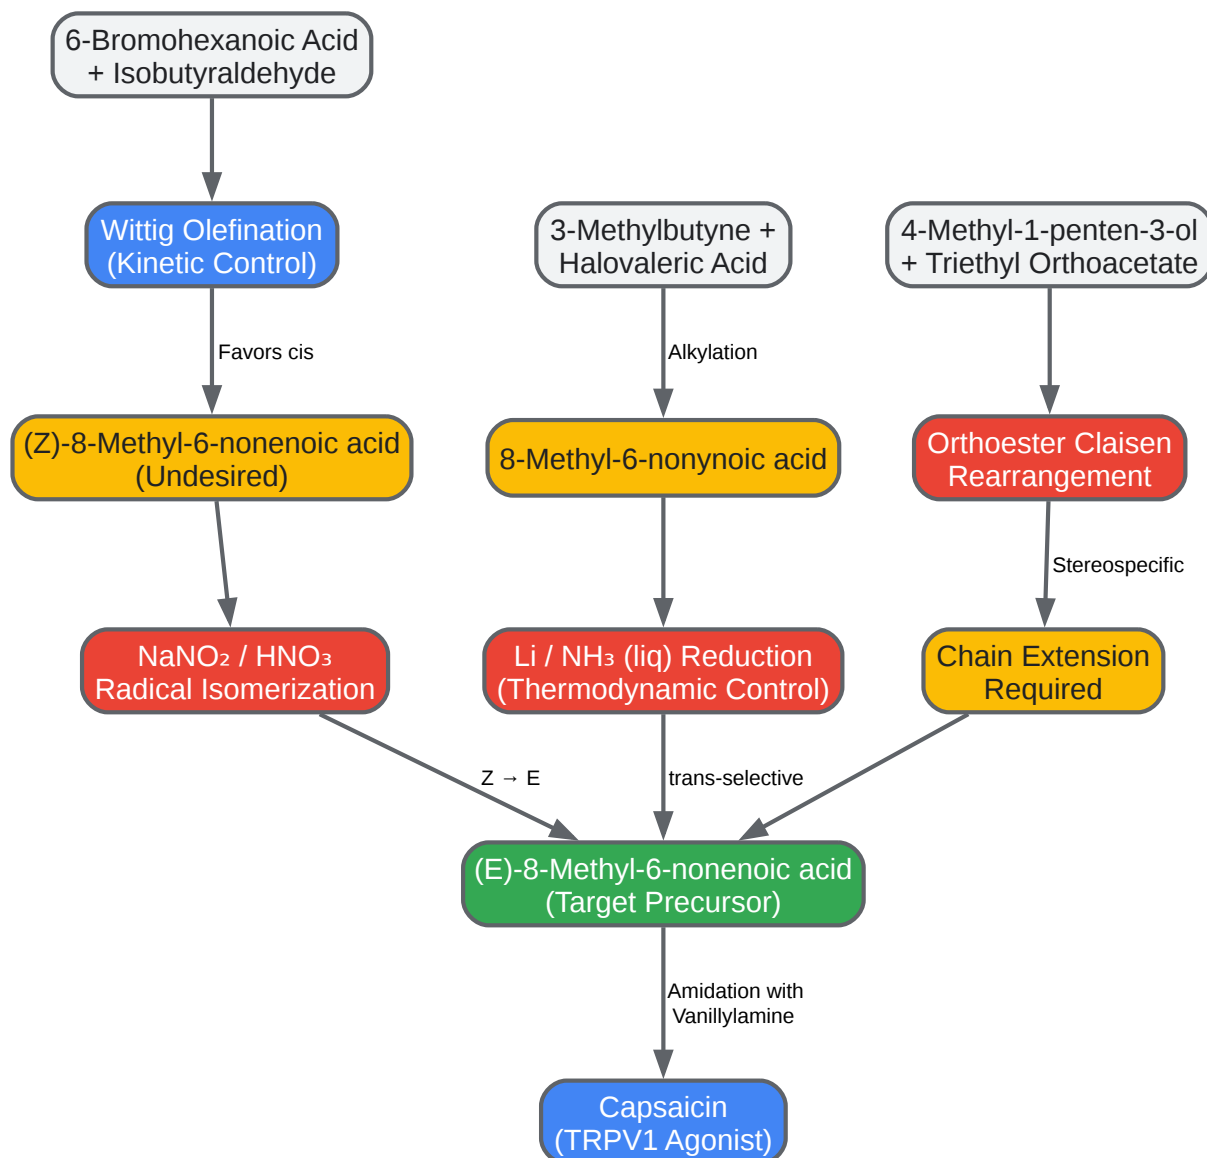 6-Bromohexanoic Acid
+ Isobutyraldehyde
Wittig Olefination
(Kinetic Control)
3-Methylbutyne +
Halovaleric Acid
4-Methyl-1-penten-3-ol
+ Triethyl Orthoacetate
Favors cis
Alkylation
(Z)-8-Methyl-6-nonenoic acid
(Undesired)
8-Methyl-6-nonynoic acid
Orthoester Claisen
Rearrangement
Stereospecific
NaNO₂ / HNO₃
Radical Isomerization
Li / NH₃ (liq) Reduction
(Thermodynamic Control)
Chain Extension
Required
Z → E
trans-selective
(E)-8-Methyl-6-nonenoic acid
(Target Precursor)
Amidation with
Vanillylamine
Capsaicin
(TRPV1 Agonist)